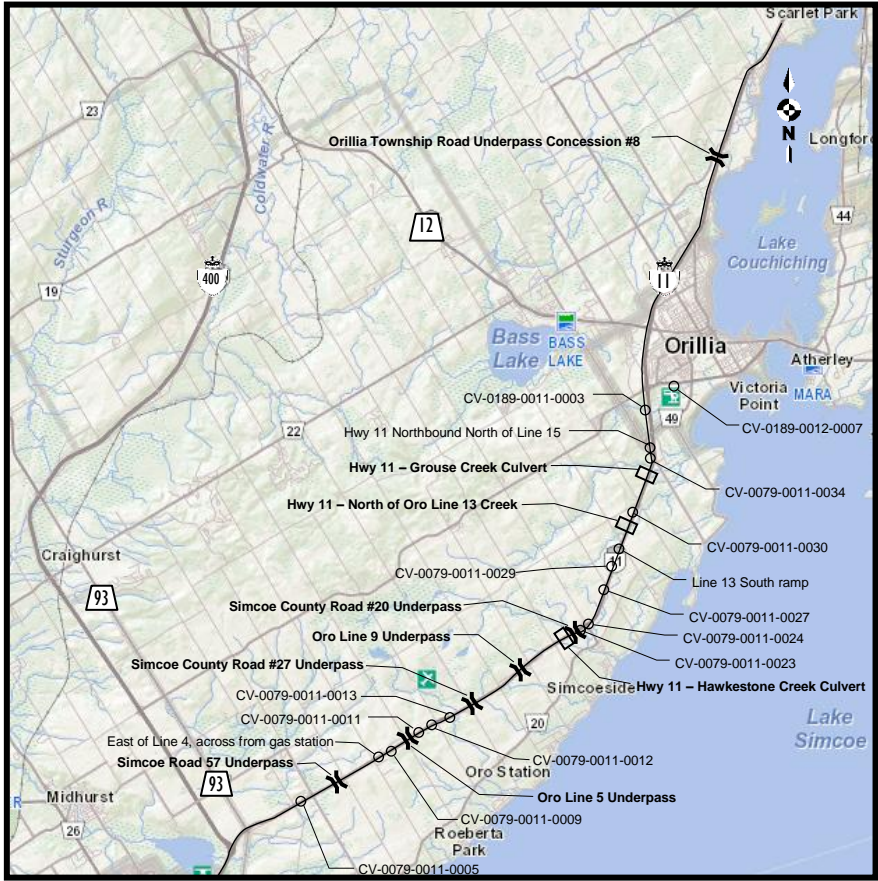 Scarlet Park
23
Orillia Township Road Underpass Concession #8
N
Longford
Coldwater R.
Sturgeon R
12
44
Lake
Couchiching
400
11
19
Bass
Lake
BASS
LAKE
Orillia
Atherley
MARA
Victoria
Point
CV-0189-0011-0003
49
CV-0189-0012-0007
22
Hwy 11 Northbound North of Line 15
Hwy 11 – Grouse Creek Culvert
CV-0079-0011-0034
Hwy 11 – North of Oro Line 13 Creek
CV-0079-0011-0030
Craighurst
11
CV-0079-0011-0029
Line 13 South ramp
93
Simcoe County Road #20 Underpass
CV-0079-0011-0027
CV-0079-0011-0024
Oro Line 9 Underpass
CV-0079-0011-0023
Simcoe County Road #27 Underpass
Simcoeside
Hwy 11 – Hawkestone Creek Culvert
CV-0079-0011-0013
CV-0079-0011-0011
20
Lake
Simcoe
East of Line 4, across from gas station
CV-0079-0011-0012
Simcoe Road 57 Underpass
Oro Station
93
Midhurst
Oro Line 5 Underpass
R
26
CV-0079-0011-0009
Roeberta
Park
CV-0079-0011-0005